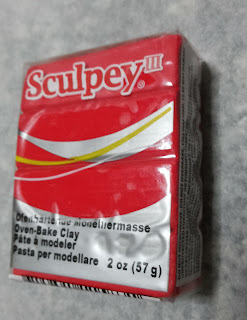 Sculpey III ®
Ofenhärtende Modelliermasse
Oven-Bake Clay
Pâte à modeler
Pasta per modellare 2 oz (57 g)